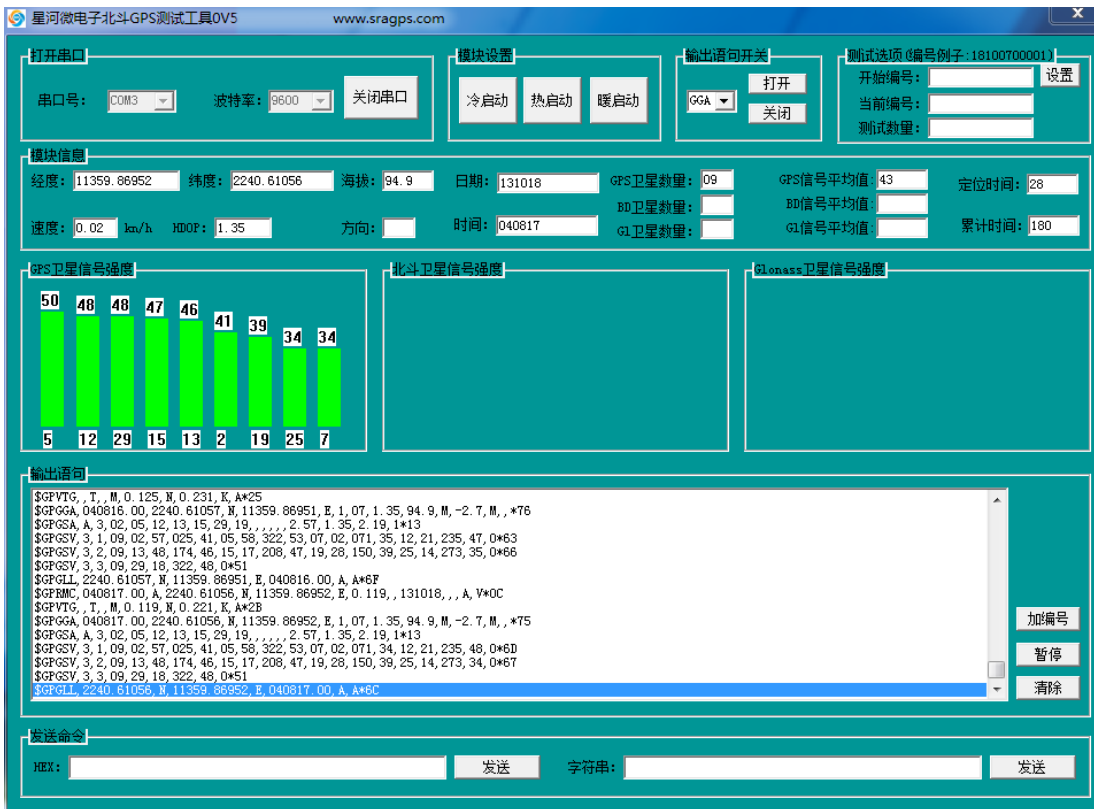 星河微电子北斗GPS测试工具0V5 www.sragps.com X
打开串口 模块设置 输出语句开关 测试选项(编号例子:18100700001)
串口号: COM3 波特率: 9600 关闭串口 冷启动 热启动 暖启动 GGA 打开 关闭 开始编号: 设置
当前编号:
测试数量:
模块信息
经度: 11359.86952 纬度: 2240.61056 海拔: 94.9 日期: 131018 GPS卫星数量: 09 GPS信号平均值: 43 定位时间: 28
BD卫星数量: BD信号平均值:
速度: 0.02 km/h HDOP: 1.35 方向: 时间: 040817 Gl卫星数量: Gl信号平均值: 累计时间: 180
GPS卫星信号强度 北斗卫星信号强度 Glonass卫星信号强度
50 48 48 47 46 41 39 34 34
5 12 29 15 13 2 19 25 7
输出语句
$GPVTG,,T,,M,0.125,N,0.231,K,A*25
$GPGGA,040816.00,2240.61057,N,11359.86951,E,1,07,1.35,94.9,M,-2.7,M,,*76
$GPGSA,A,3,02,05,12,13,15,29,19,,,,,,2.57,1.35,2.19,1*13
$GPGSV,3,1,09,02,57,025,41,05,58,322,53,07,02,071,35,12,21,235,47,0*63
$GPGSV,3,2,09,13,48,174,46,15,17,208,47,19,28,150,39,25,14,273,35,0*66
$GPGSV,3,3,09,29,18,322,48,0*51
$GPGLL,2240.61057,N,11359.86951,E,040816.00,A,A*6F
$GPRMC,040817.00,A,2240.61056,N,11359.86952,E,0.119,,131018,,,A,V*0C
$GPVTG,,T,,M,0.119,N,0.221,K,A*2B
$GPGGA,040817.00,2240.61056,N,11359.86952,E,1,07,1.35,94.9,M,-2.7,M,,*75
$GPGSA,A,3,02,05,12,13,15,29,19,,,,,,2.57,1.35,2.19,1*13
$GPGSV,3,1,09,02,57,025,41,05,58,322,53,07,02,071,34,12,21,235,48,0*6D
$GPGSV,3,2,09,13,48,174,46,15,17,208,47,19,28,150,39,25,14,273,34,0*67
$GPGSV,3,3,09,29,18,322,48,0*51
$GPGLL,2240.61056,N,11359.86952,E,040817.00,A,A*6C
加编号
暂停
清除
发送命令
HEX: 发送 字符串: 发送